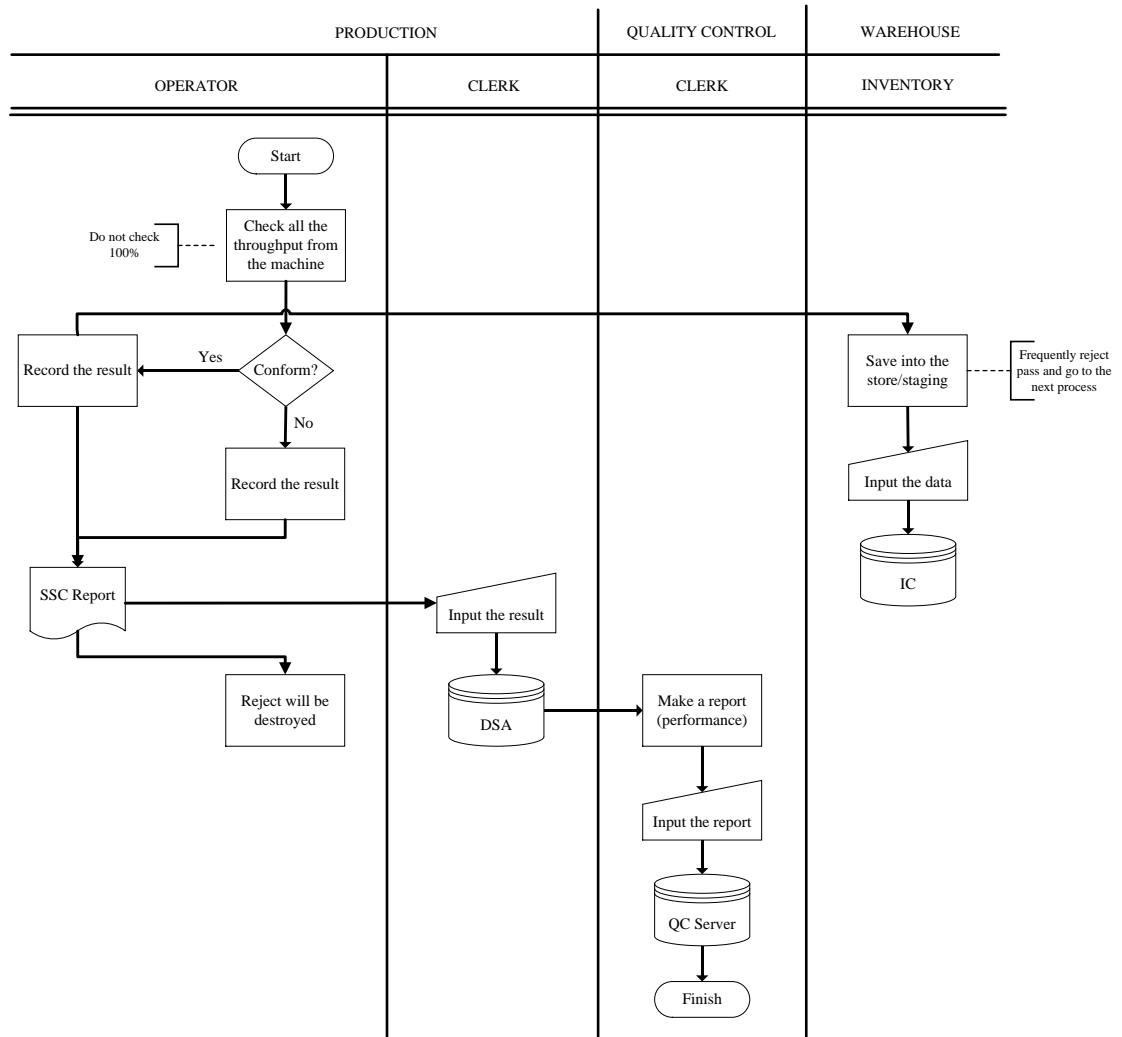 PRODUCTION
QUALITY CONTROL
WAREHOUSE
OPERATOR
CLERK
CLERK
INVENTORY
Start
Check all the
throughput from
the machine
Do not check
100%
Record the result
Yes
Conform?
Save into the
store/staging
Frequently reject
pass and go to the
next process
No
Record the result
Input the data
IC
SSC Report
Input the result
Reject will be
destroyed
DSA
Make a report
(performance)
Input the report
QC Server
Finish